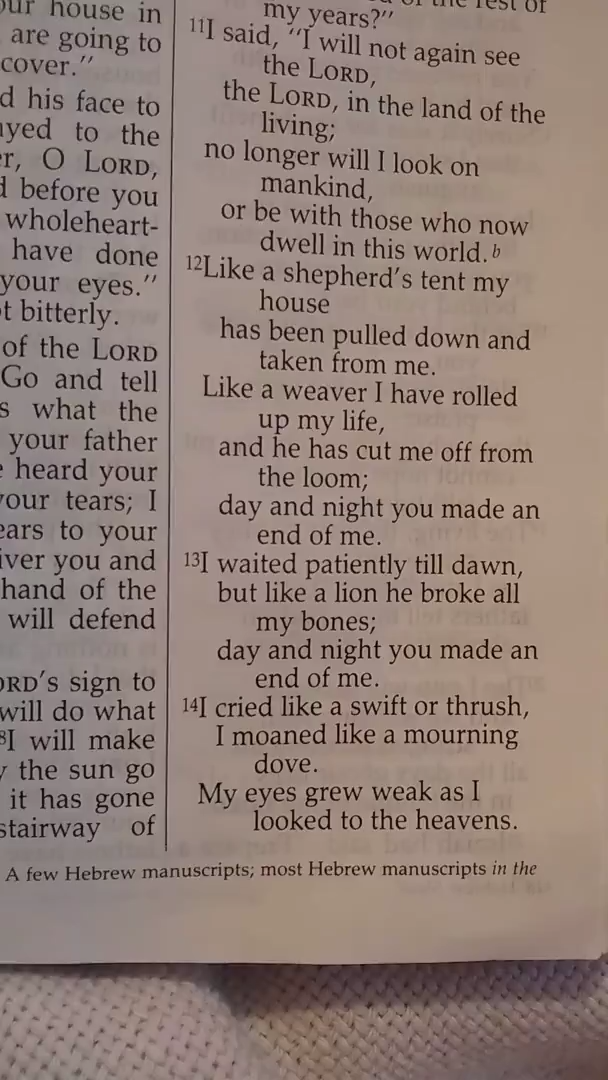 our house in
are going to
cover."
d his face to
ayed to the
r, O LORD,
d before you
wholeheart-
have done
your eyes."
t bitterly.
of the LORD
Go and tell
s what the
your father
e heard your
your tears; I
ears to your
iver you and
hand of the
will defend
ORD's sign to
will do what
8I will make
y the sun go
it has gone
stairway of
rest of
my years?"
11I said, "I will not again see
the LORD,
the LORD, in the land of the
living;
no longer will I look on
mankind,
or be with those who now
dwell in this world.b
12Like a shepherd's tent my
house
has been pulled down and
taken from me.
Like a weaver I have rolled
up my life,
and he has cut me off from
the loom;
day and night you made an
end of me.
13I waited patiently till dawn,
but like a lion he broke all
my bones;
day and night you made an
end of me.
14I cried like a swift or thrush,
I moaned like a mourning
dove.
My eyes grew weak as I
looked to the heavens.
A few Hebrew manuscripts; most Hebrew manuscripts in the